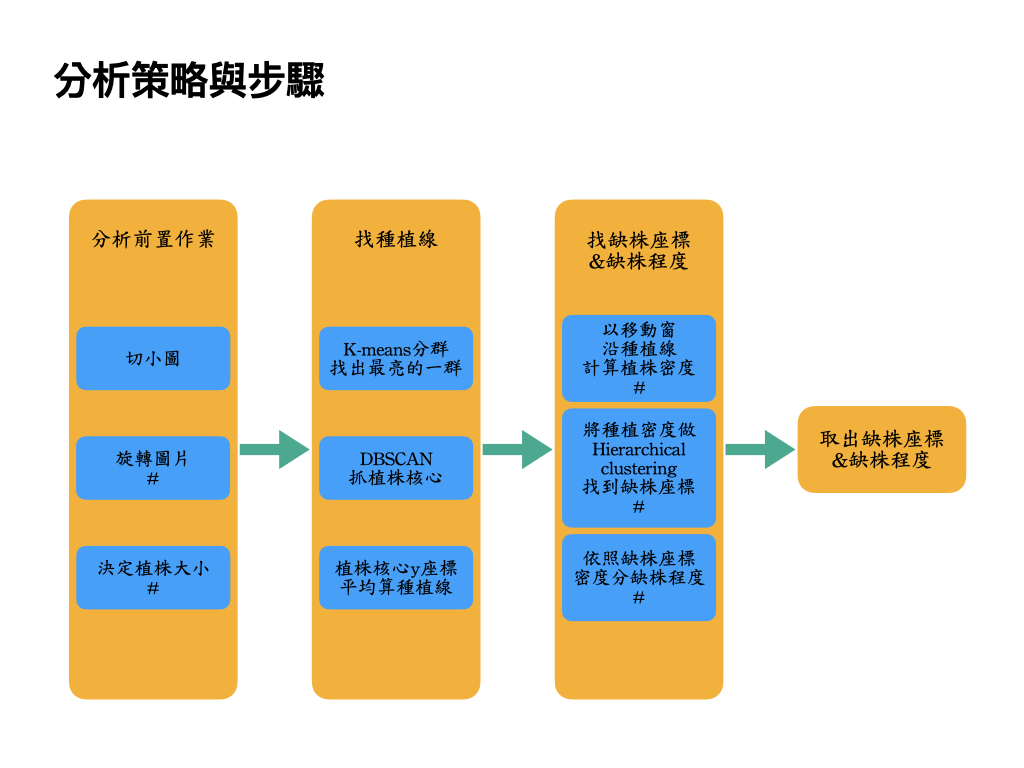 分析策略與步驟
分析前置作業
切小圖
旋轉圖片
#
決定植株大小
#
找種植線
K-means分群
找出最亮的一群
DBSCAN
抓植株核心
植株核心y座標
平均算種植線
找缺株座標
&缺株程度
以移動窗
沿種植線
計算植株密度
#
將種植密度做
Hierarchical
clustering
找到缺株座標
#
依照缺株座標
密度分缺株程度
#
取出缺株座標
&缺株程度